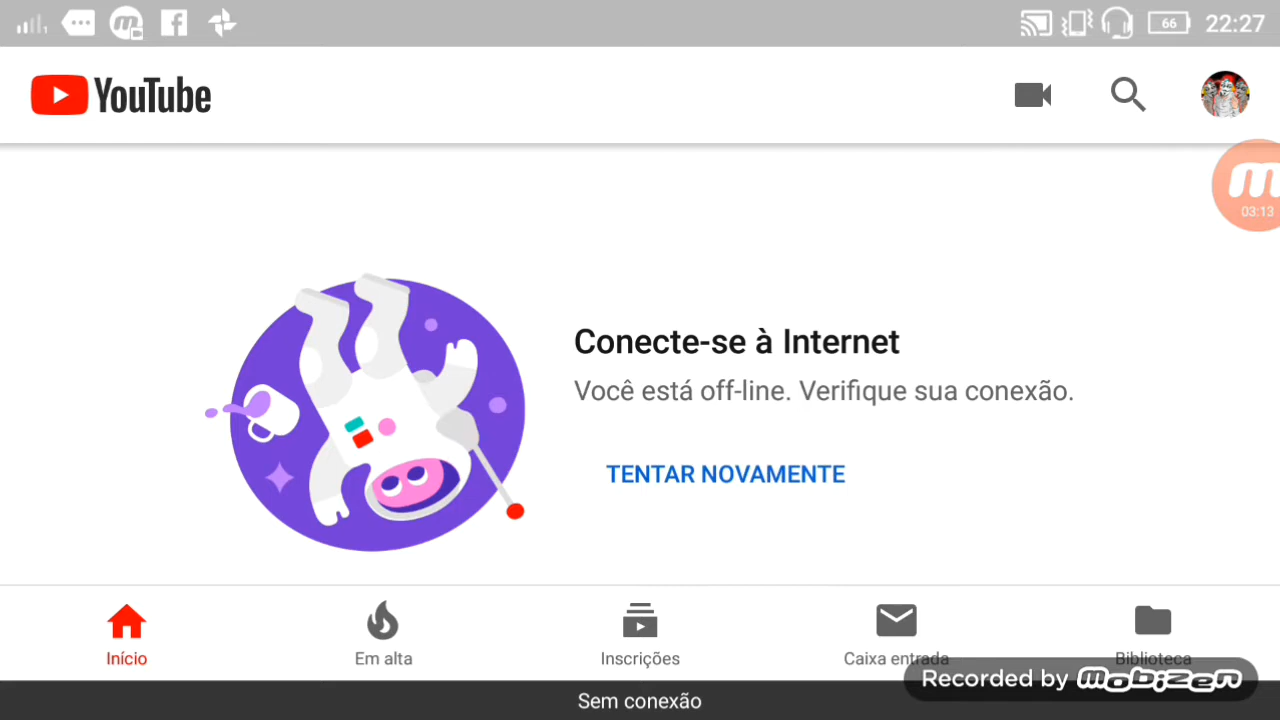 66 22:27
YouTube
03:13
Conecte-se à Internet
Você está off-line. Verifique sua conexão.
TENTAR NOVAMENTE
Início Em alta Inscrições Caixa entrada Biblioteca
Recorded by mobizen
Sem conexão